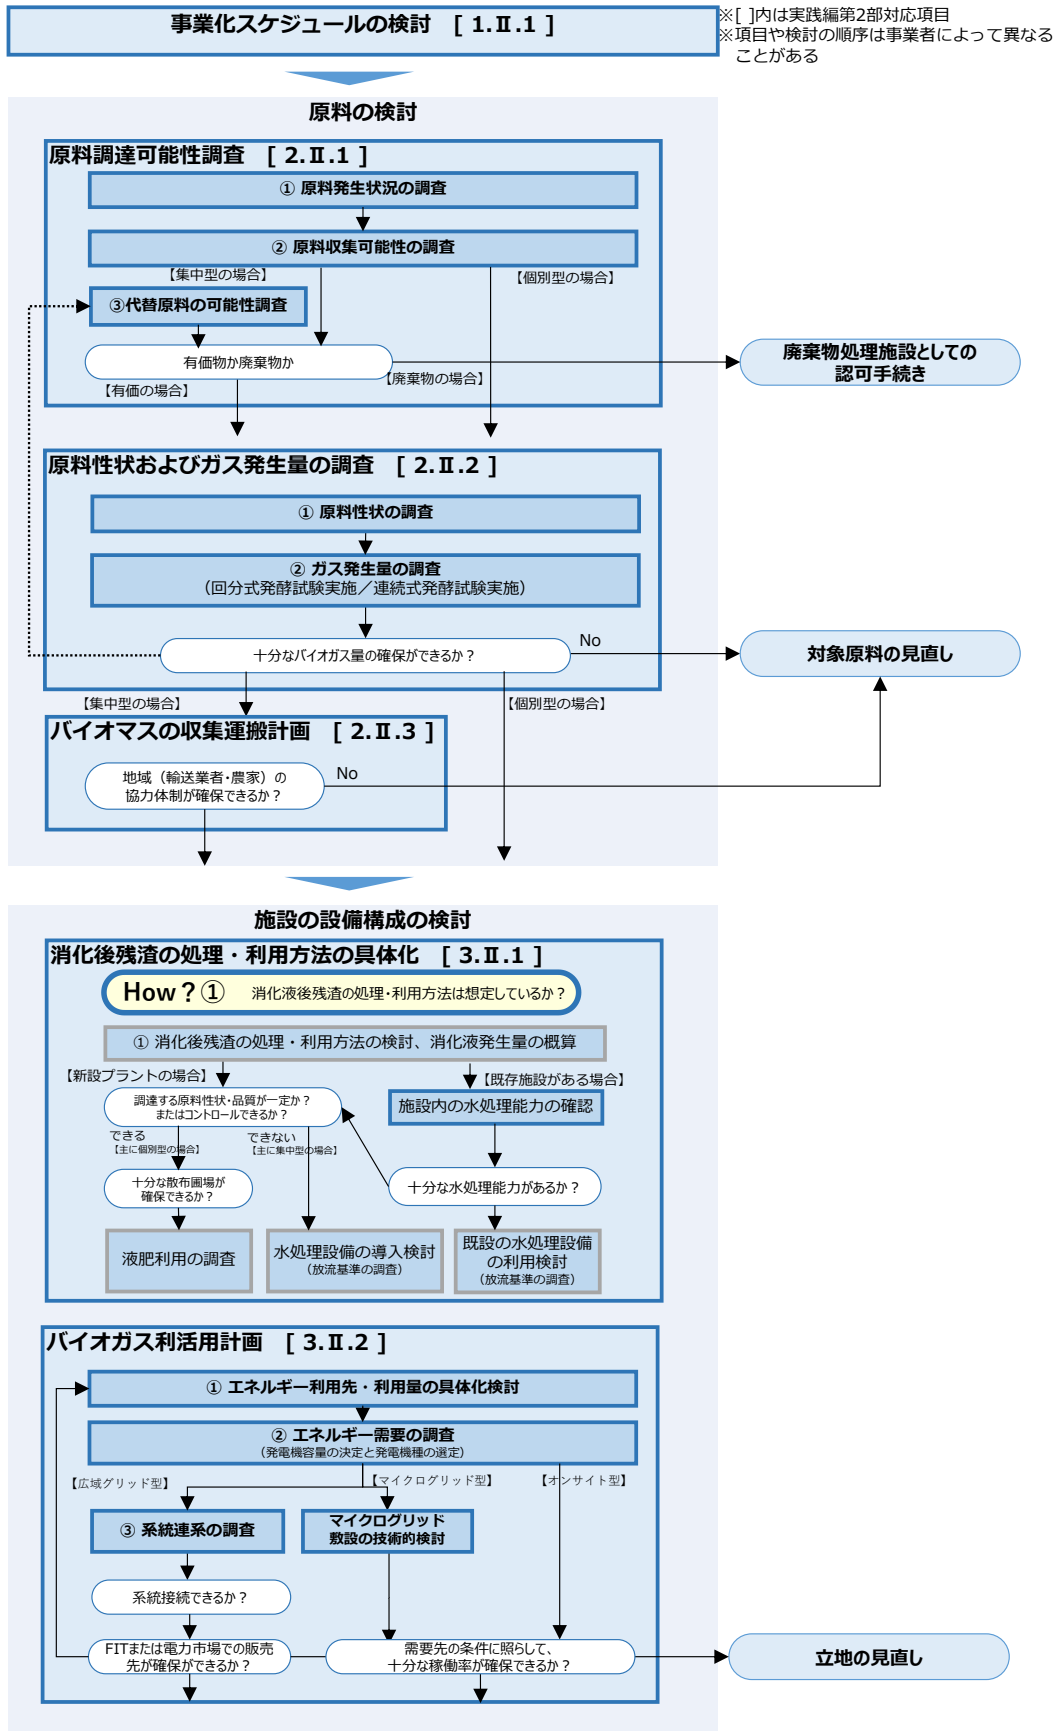 事業化スケジュールの検討 [ 1.Ⅱ.1 ]
※[ ]内は実践編第2部対応項目
※項目や検討の順序は事業者によって異なる
ことがある
原料の検討
原料調達可能性調査 [ 2.Ⅱ.1 ]
① 原料発生状況の調査
② 原料収集可能性の調査
【集中型の場合】
【個別型の場合】
③代替原料の可能性調査
有価物か廃棄物か
【廃棄物の場合】
【有価の場合】
廃棄物処理施設としての
認可手続き
原料性状およびガス発生量の調査 [ 2.Ⅱ.2 ]
① 原料性状の調査
② ガス発生量の調査
（回分式発酵試験実施／連続式発酵試験実施）
十分なバイオガス量の確保ができるか？
No
対象原料の見直し
【集中型の場合】
【個別型の場合】
バイオマスの収集運搬計画 [ 2.Ⅱ.3 ]
地域（輸送業者・農家）の
協力体制が確保できるか？
No
施設の設備構成の検討
消化後残渣の処理・利用方法の具体化 [ 3.Ⅱ.1 ]
How？① 消化液後残渣の処理・利用方法は想定しているか？
① 消化後残渣の処理・利用方法の検討、消化液発生量の概算
【新設プラントの場合】
【既存施設がある場合】
調達する原料性状・品質が一定か？
またはコントロールできるか？
施設内の水処理能力の確認
できる
【主に個別型の場合】
できない
【主に集中型の場合】
十分な散布圃場が
確保できるか？
十分な水処理能力があるか？
液肥利用の調査
水処理設備の導入検討
（放流基準の調査）
既設の水処理設備
の利用検討
（放流基準の調査）
バイオガス利活用計画 [ 3.Ⅱ.2 ]
① エネルギー利用先・利用量の具体化検討
② エネルギー需要の調査
（発電機容量の決定と発電機種の選定）
【広域グリッド型】
【マイクログリッド型】
【オンサイト型】
③ 系統連系の調査
マイクログリッド
敷設の技術的検討
系統接続できるか？
FITまたは電力市場での販売
先が確保ができるか？
需要先の条件に照らして、
十分な稼働率が確保できるか？
立地の見直し